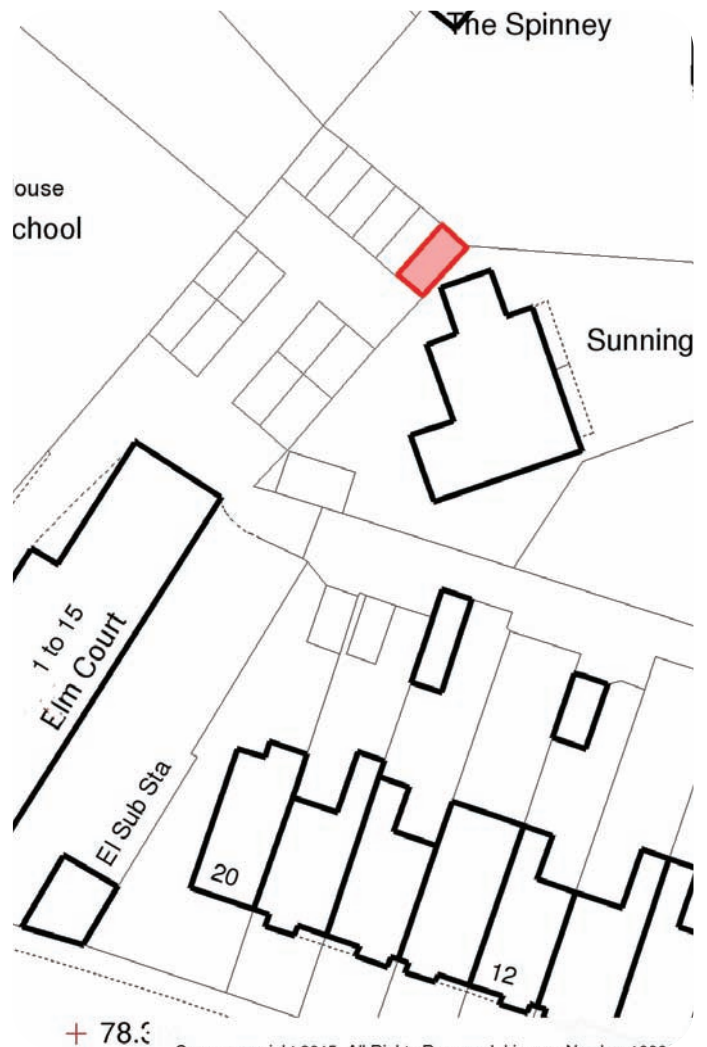 The Spinney
ouse
chool
Sunning
1 to 15
Elm Court
El Sub Sta
20
12
78.3